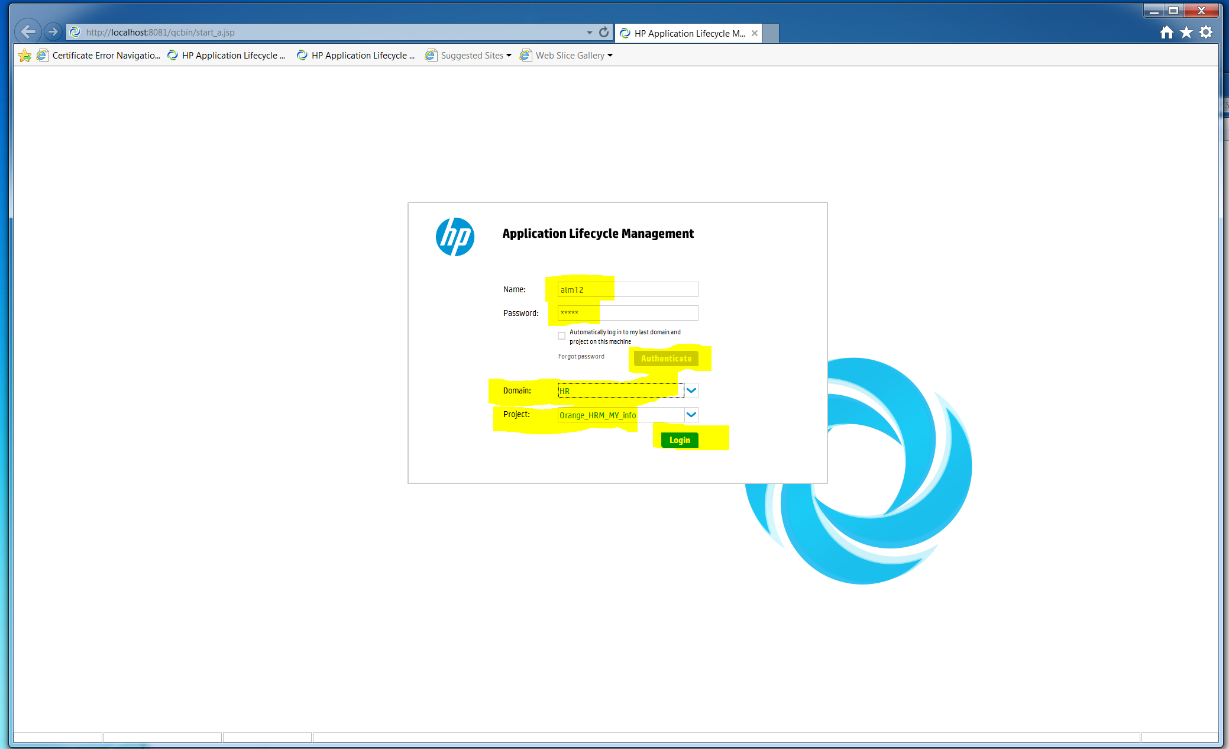 http://localhost:8081/qcbin/start_a.jsp
HP Application Lifecycle M...
Certificate Error Navigatio...
HP Application Lifecycle ...
HP Application Lifecycle ...
Suggested Sites
Web Slice Gallery
hp
Application Lifecycle Management
Name: alm12
Password: *****
Automatically log in to my last domain and
project on this machine
Forgot password
Authenticate
Domain: HR
Project: Orange_HRM_MY_info
Login